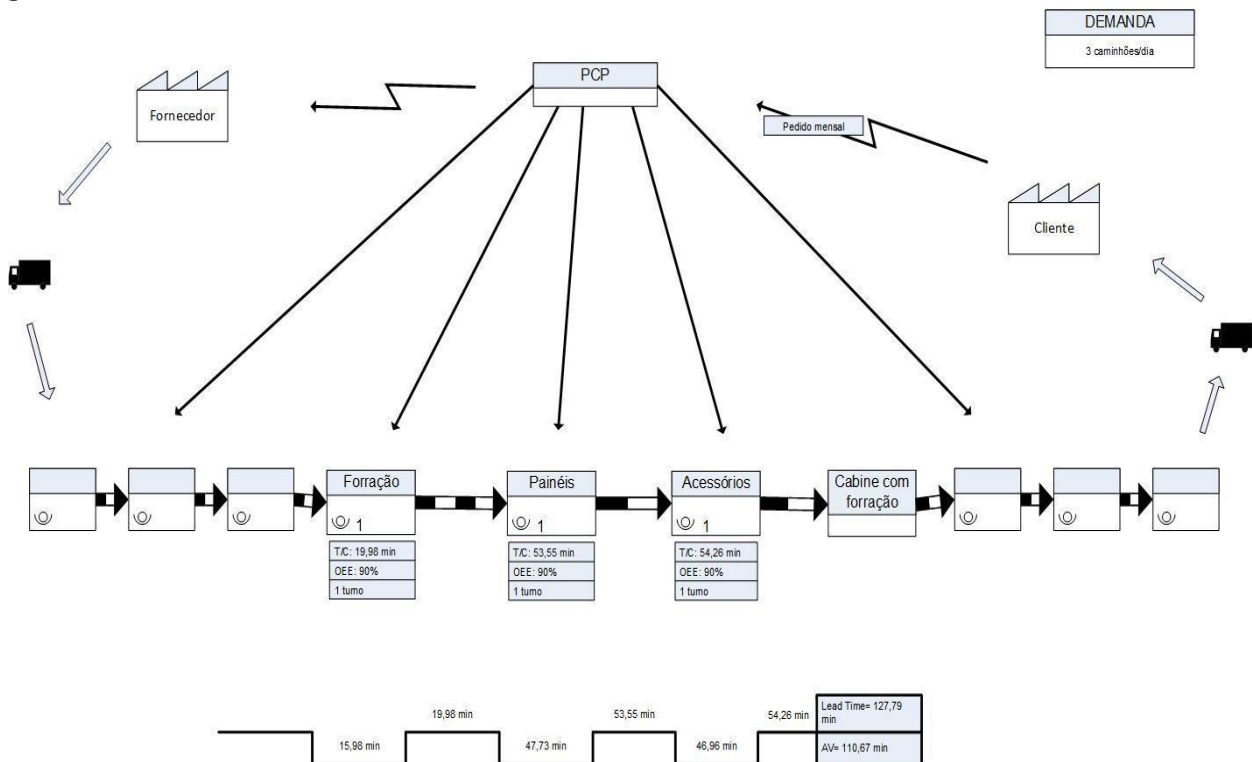 DEMANDA
3 caminhões/dia
PCP
Fornecedor
Pedido mensal
Cliente
Forração
1
Painéis
1
Acessórios
1
Cabine com
forração
T/C: 19,98 min
OEE: 90%
1 turno
T/C: 53,55 min
OEE: 90%
1 turno
T/C: 54,26 min
OEE: 90%
1 turno
19,98 min
53,55 min
54,26 min
Lead Time= 127,79
min
15,98 min
47,73 min
46,96 min
AV= 110,67 min